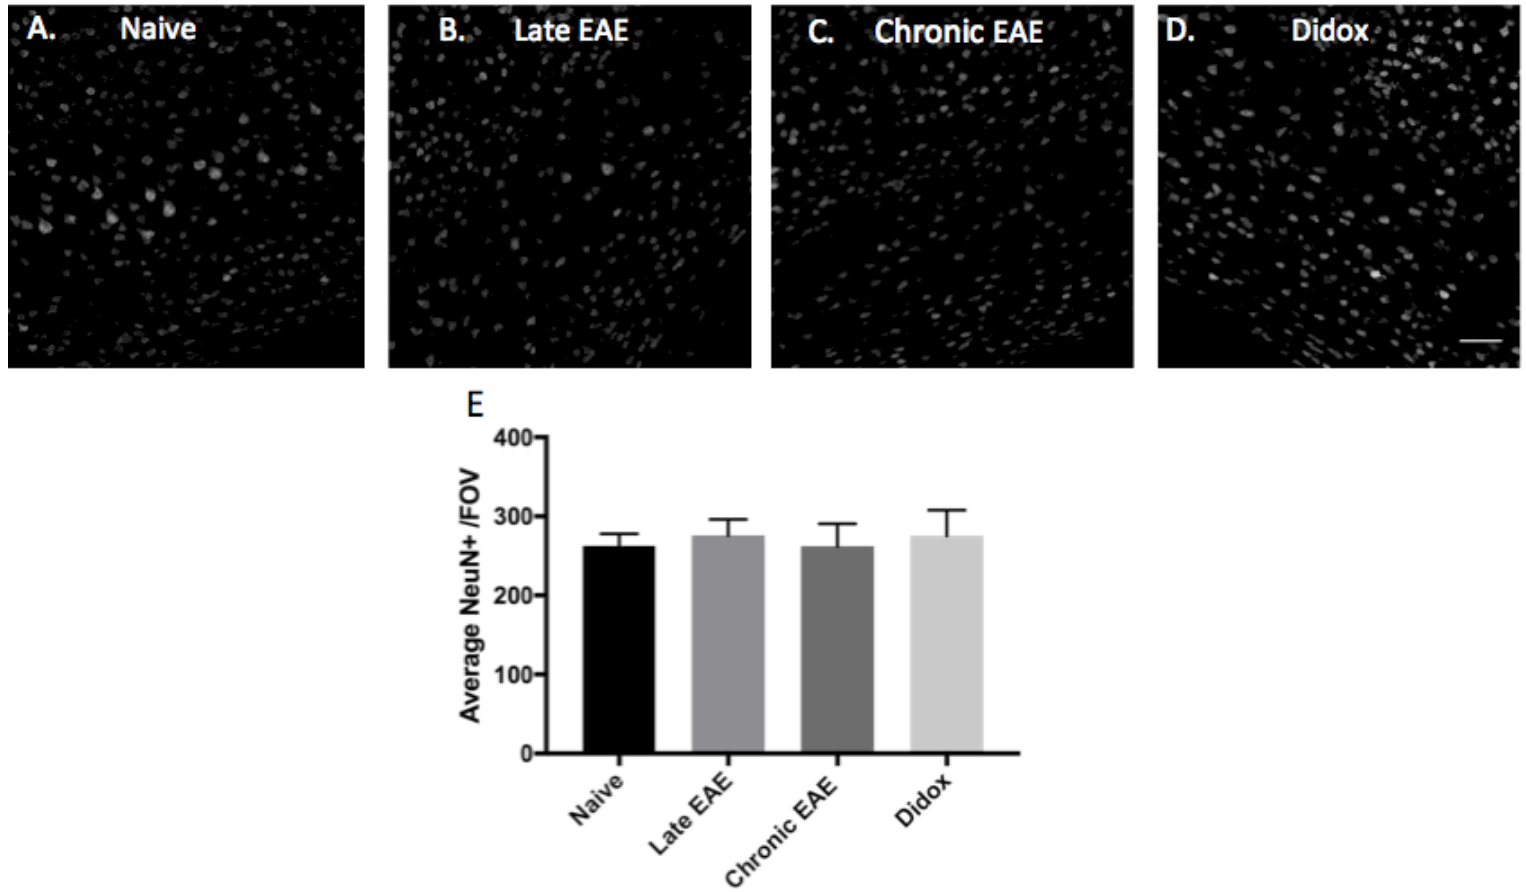 A. Naive
B. Late EAE
C. Chronic EAE
D. Didox
E
400
300
200
100
0
Average NeuN+ /FOV
Naive
Late EAE
Chronic EAE
Didox